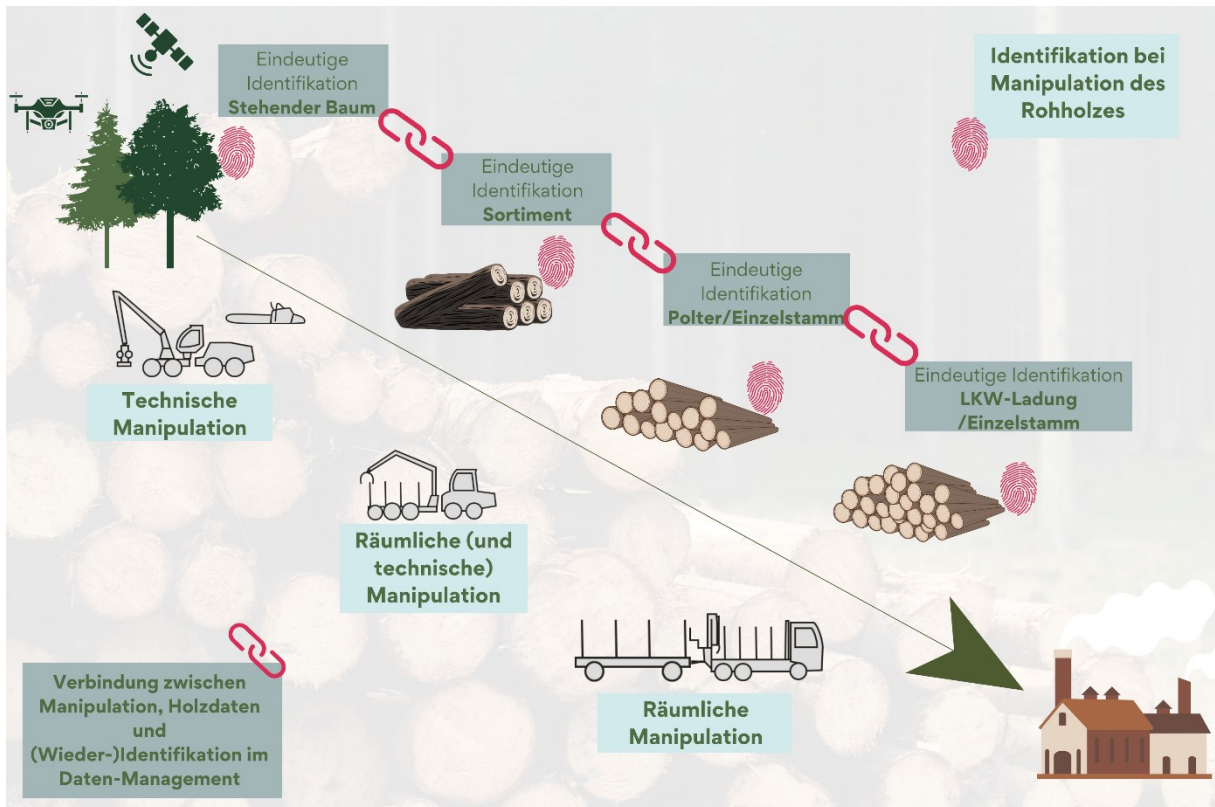 Eindeutige
Identifikation
Stehender Baum
Identifikation bei
Manipulation des
Rohholzes
Eindeutige
Identifikation
Sortiment
Eindeutige
Identifikation
Polter/Einzelstamm
Eindeutige Identifikation
LKW-Ladung
/Einzelstamm
Technische
Manipulation
Räumliche (und
technische)
Manipulation
Räumliche
Manipulation
Verbindung zwischen
Manipulation, Holzdaten
und
(Wieder-)Identifikation im
Daten-Management